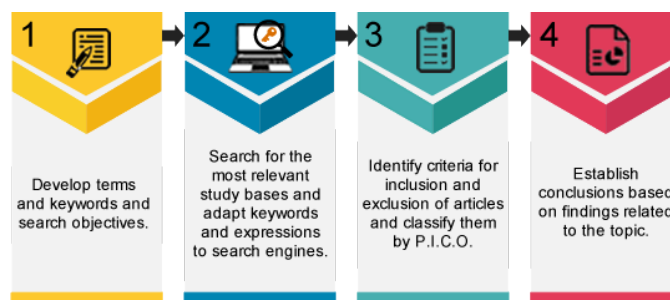 1
Develop terms
and keywords and
search objectives.
2
Search for the
most relevant
study bases and
adapt keywords
and expressions
to search engines.
3
Identify criteria for
inclusion and
exclusion of articles
and classify them
by P.I.C.O.
4
Establish
conclusions based
on findings related
to the topic.